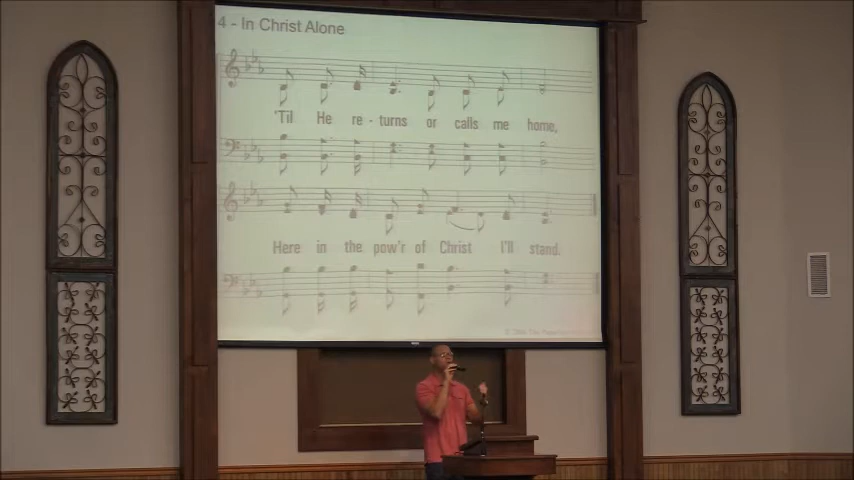 4 - In Christ Alone
'Til He re - turns or calls me home,
Here in the pow'r of Christ I'll stand.